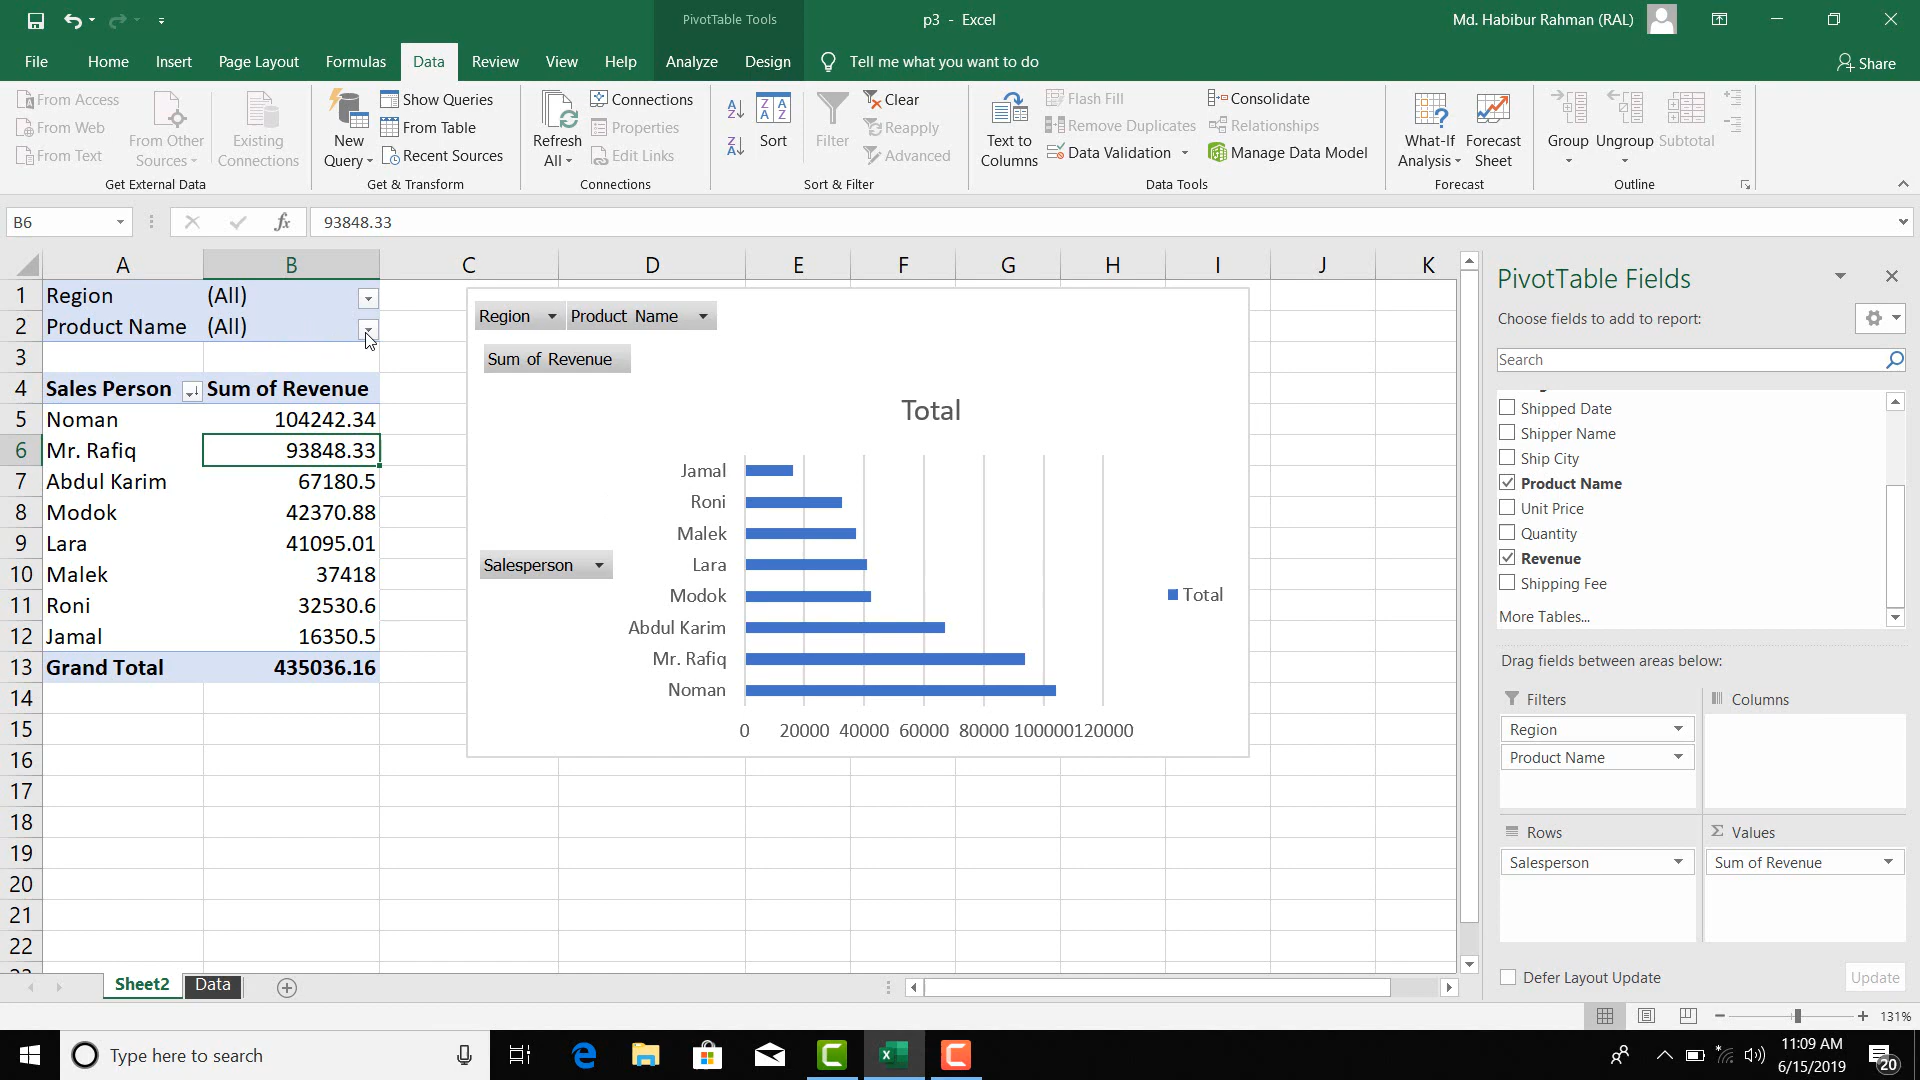 PivotTable Tools
p3 - Excel
Md. Habibur Rahman (RAL)
File
Home
Insert
Page Layout
Formulas
Data
Review
View
Help
Analyze
Design
Tell me what you want to do
Share
From Access
From Web
From Text
From Other Sources
Existing Connections
Get External Data
New Query
Show Queries
From Table
Recent Sources
Get & Transform
Refresh All
Connections
Properties
Edit Links
Connections
Sort
Filter
Clear
Reapply
Advanced
Sort & Filter
Text to Columns
Flash Fill
Remove Duplicates
Data Validation
Consolidate
Relationships
Manage Data Model
Data Tools
What-If Analysis
Forecast Sheet
Forecast
Group
Ungroup
Subtotal
Outline
B6
fx
93848.33
A B C D E F G H I J K
1 Region (All)
2 Product Name (All)
3
4 Sales Person Sum of Revenue
5 Noman 104242.34
6 Mr. Rafiq 93848.33
7 Abdul Karim 67180.5
8 Modok 42370.88
9 Lara 41095.01
10 Malek 37418
11 Roni 32530.6
12 Jamal 16350.5
13 Grand Total 435036.16
14
15
16
17
18
19
20
21
22
Region
Product Name
Sum of Revenue
Total
Jamal
Roni
Malek
Lara
Modok
Abdul Karim
Mr. Rafiq
Noman
Salesperson
Total
0 20000 40000 60000 80000 100000 120000
PivotTable Fields
Choose fields to add to report:
Search
Shipped Date
Shipper Name
Ship City
Product Name
Unit Price
Quantity
Revenue
Shipping Fee
More Tables...
Drag fields between areas below:
Filters
Region
Product Name
Columns
Rows
Salesperson
Σ Values
Sum of Revenue
Defer Layout Update
Update
Sheet2
Data
131%
Type here to search
11:09 AM
6/15/2019
20